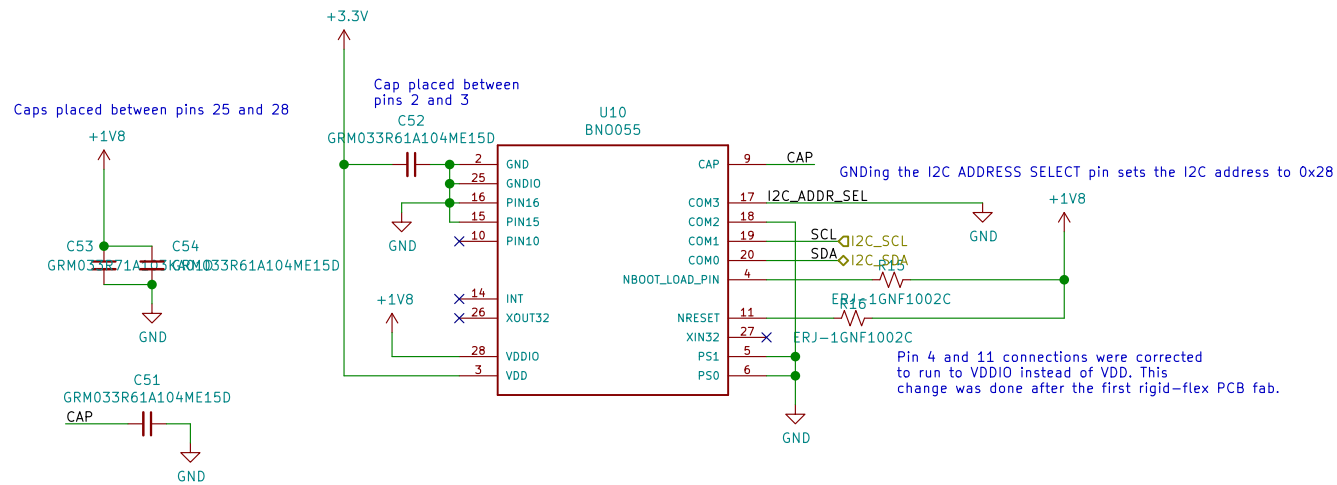 +3.3V
Cap placed between
pins 2 and 3
Caps placed between pins 25 and 28
U10
BNO055
C52
GRM033R61A104ME15D
+1V8
2 GND
25 GNDIO
16 PIN16
15 PIN15
10 PIN10
14 INT
26 XOUT32
28 VDDIO
3 VDD
CAP 9 CAP
COM3 17 I2C_ADDR_SEL
COM2 18
COM1 19 SCL I2C_SCL
COM0 20 SDA I2C_SDA
NBOOT_LOAD_PIN 4
NRESET 11
XIN32 27
PS1 5
PS0 6
GNDing the I2C ADDRESS SELECT pin sets the I2C address to 0x28
+1V8
GND
GND
R15
ERJ-1GNF1002C
R16
ERJ-1GNF1002C
C53
GRM033R71A103KA01D
C54
GRM033R61A104ME15D
GND
+1V8
Pin 4 and 11 connections were corrected
to run to VDDIO instead of VDD. This
change was done after the first rigid-flex PCB fab.
GND
C51
GRM033R61A104ME15D
CAP
GND